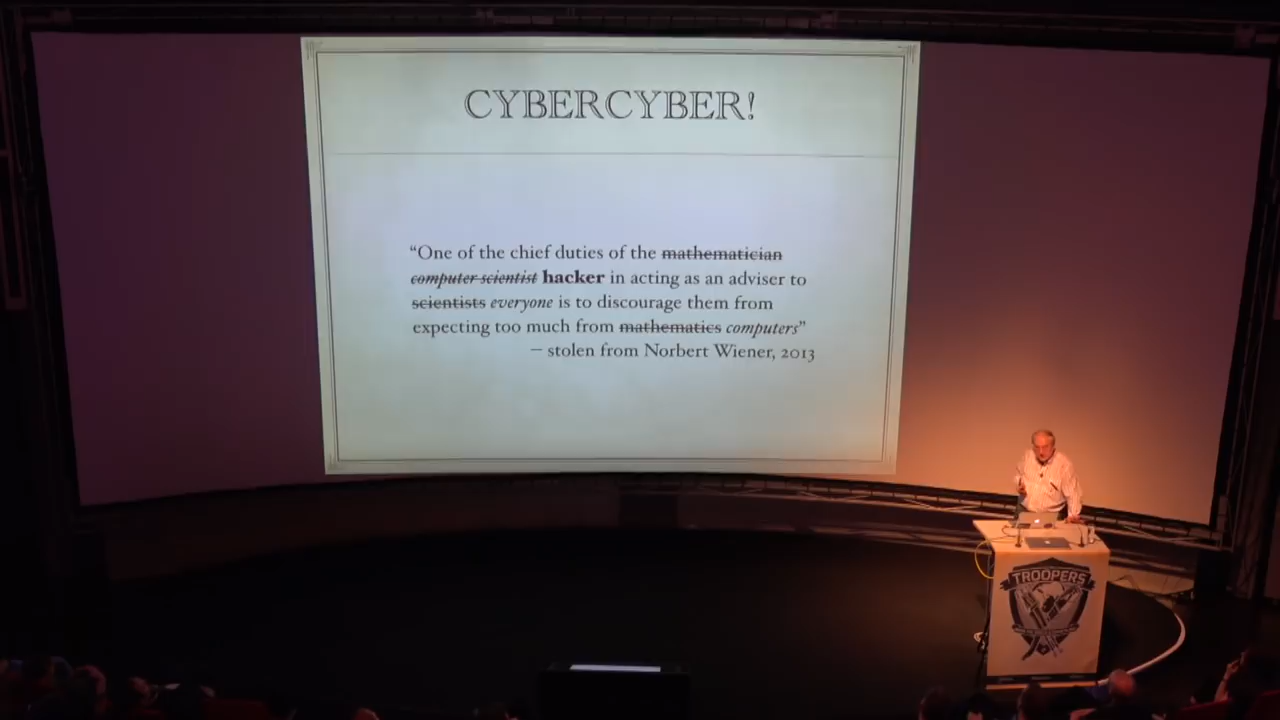 CYBERCYBER!
“One of the chief duties of the mathematician
computer scientist hacker in acting as an adviser to
scientists everyone is to discourage them from
expecting too much from mathematics computers”
– stolen from Norbert Wiener, 2013
TROOPERS